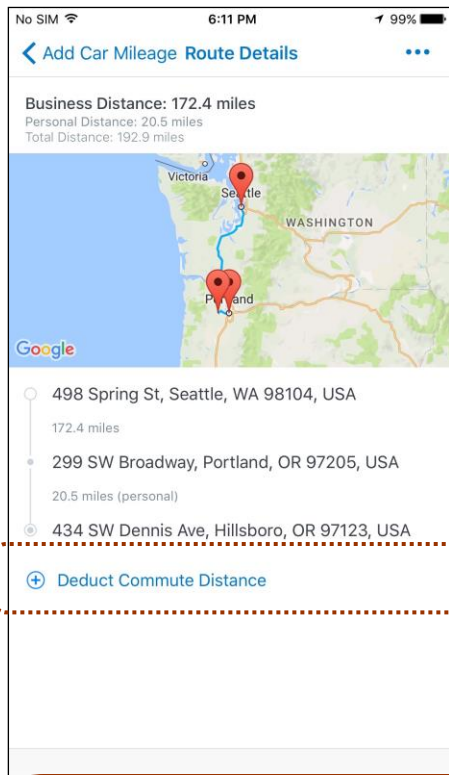 No SIM 6:11 PM 99%
Add Car Mileage Route Details
Business Distance: 172.4 miles
Personal Distance: 20.5 miles
Total Distance: 192.9 miles
Victoria
Seattle
WASHINGTON
Portland
Google
498 Spring St, Seattle, WA 98104, USA
172.4 miles
299 SW Broadway, Portland, OR 97205, USA
20.5 miles (personal)
434 SW Dennis Ave, Hillsboro, OR 97123, USA
Deduct Commute Distance